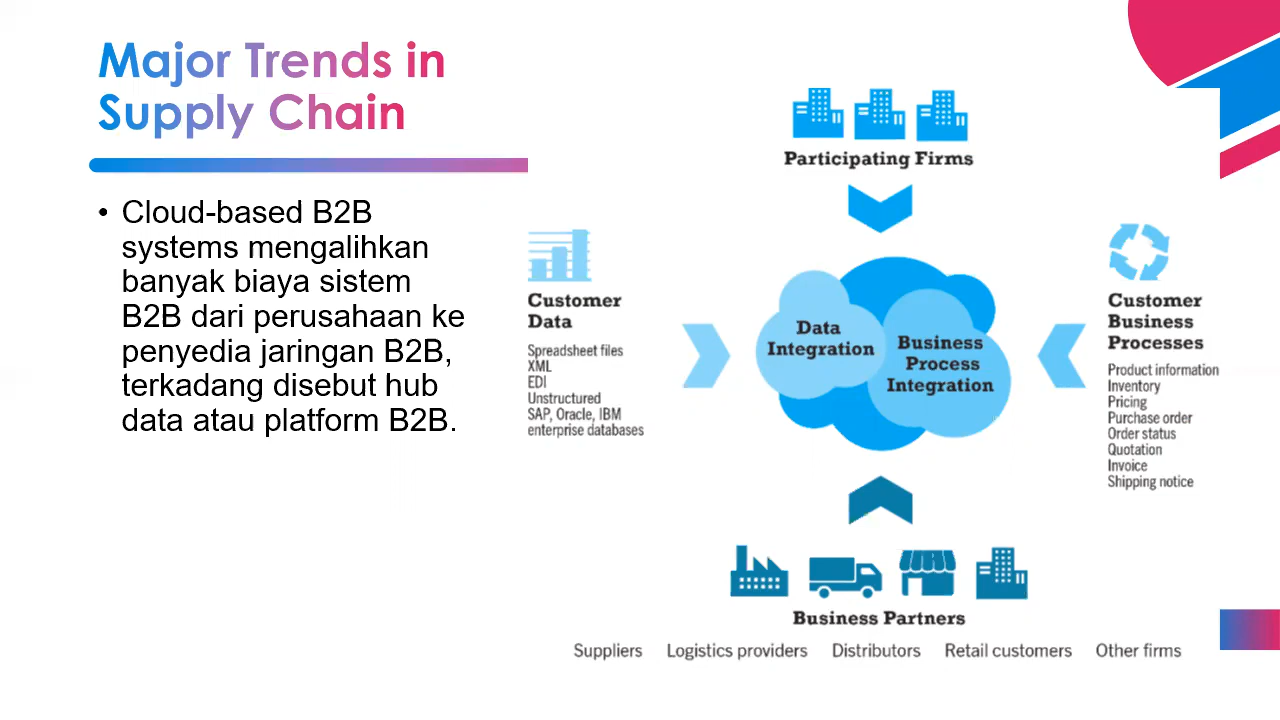 Major Trends in
Supply Chain
• Cloud-based B2B
systems mengalihkan
banyak biaya sistem
B2B dari perusahaan ke
penyedia jaringan B2B,
terkadang disebut hub
data atau platform B2B.
Participating Firms
Customer
Data
Spreadsheet files
XML
EDI
Unstructured
SAP, Oracle, IBM
enterprise databases
Data
Integration
Business
Process
Integration
Customer
Business
Processes
Product information
Inventory
Pricing
Purchase order
Order status
Quotation
Invoice
Shipping notice
Business Partners
Suppliers Logistics providers Distributors Retail customers Other firms